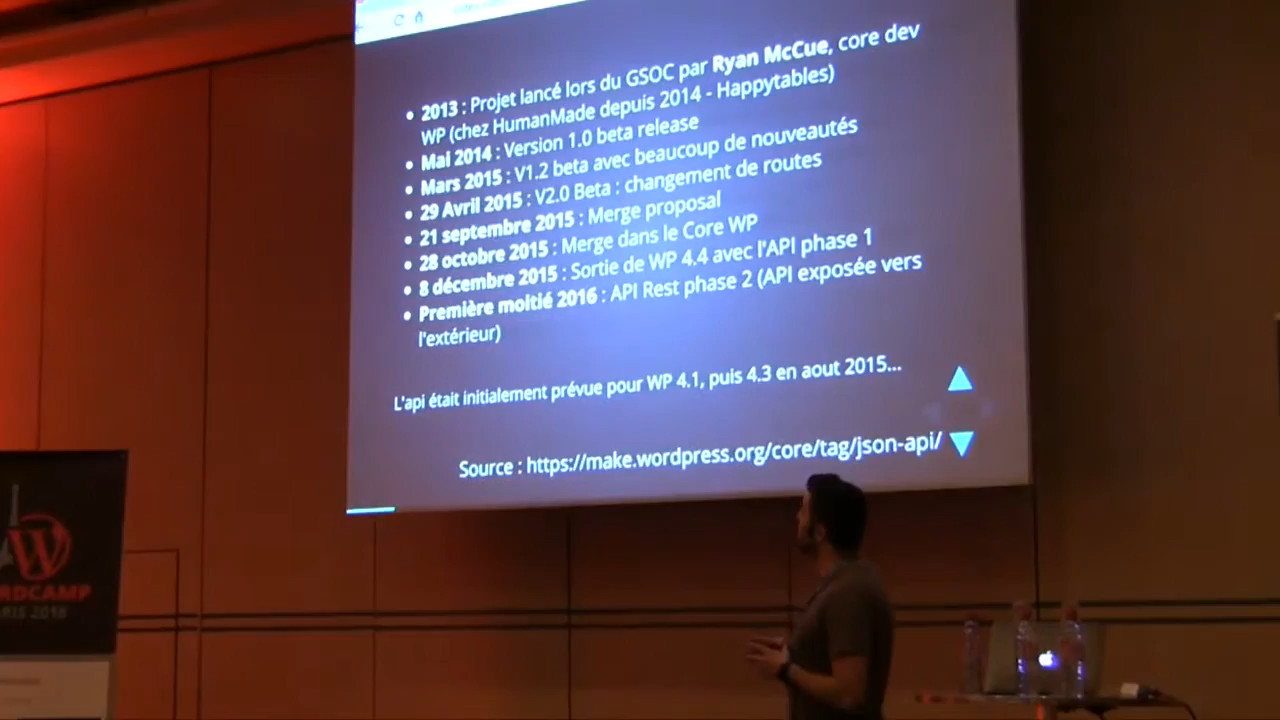 • 2013 : Projet lancé lors du GSOC par Ryan McCue, core dev
WP (chez HumanMade depuis 2014 - Happytables)
• Mai 2014 : Version 1.0 beta release
• Mars 2015 : V1.2 beta avec beaucoup de nouveautés
• 29 Avril 2015 : V2.0 Beta : changement de routes
• 21 septembre 2015 : Merge proposal
• 28 octobre 2015 : Merge dans le Core WP
• 8 décembre 2015 : Sortie de WP 4.4 avec l'API phase 1
• Première moitié 2016 : API Rest phase 2 (API exposée vers
l'extérieur)
L'api était initialement prévue pour WP 4.1, puis 4.3 en aout 2015...
Source : https://make.wordpress.org/core/tag/json-api/
W
RDCAMP